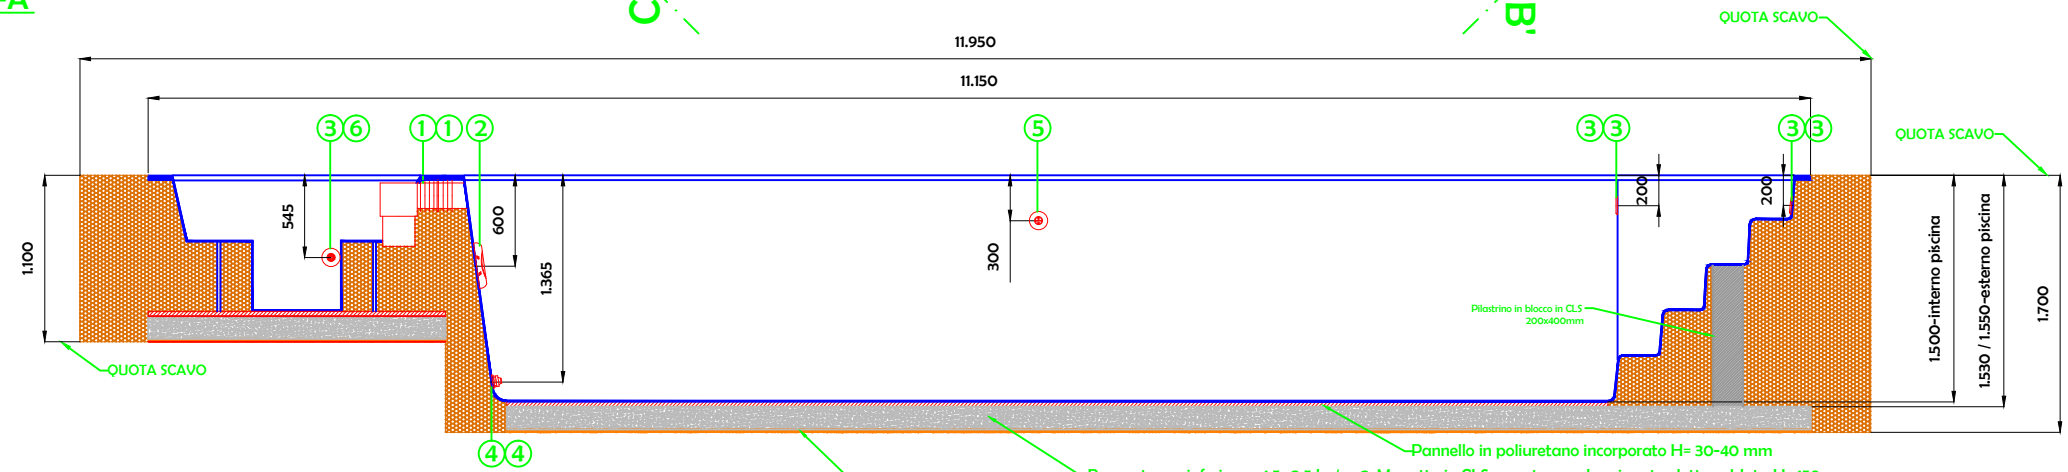 C
B'
QUOTA SCAVO
11.950
11.150
3 6
1 1
2
5
3 3
3 3
QUOTA SCAVO
545
600
1.365
300
200
200
1.100
1.500-interno piscina
1.530 / 1.550-esterno piscina
1.700
Pilastrino in blocco in CLS
200x400mm
QUOTA SCAVO
4 4
Pannello in poliuretano incorporato H= 30-40 mm